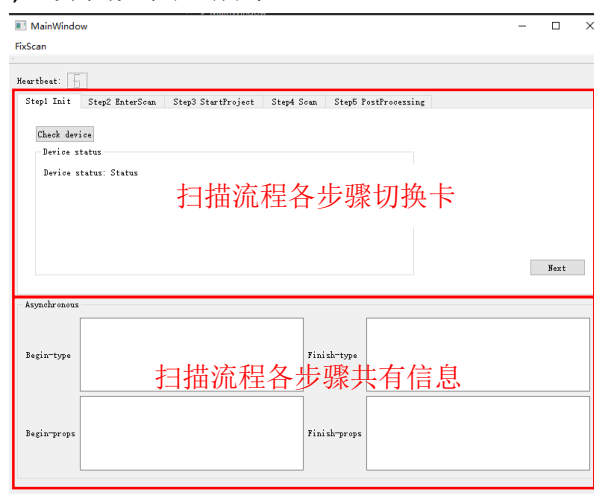 MainWindow
FixScan
Heartbeat:
Step1 Init Step2 EnterScan Step3 StartProject Step4 Scan Step5 PostProcessing
Check device
Device status
Device status: Status
扫描流程各步骤切换卡
Next
Asynchronous
Begin-type
Finish-type
扫描流程各步骤共有信息
Begin-props
Finish-props